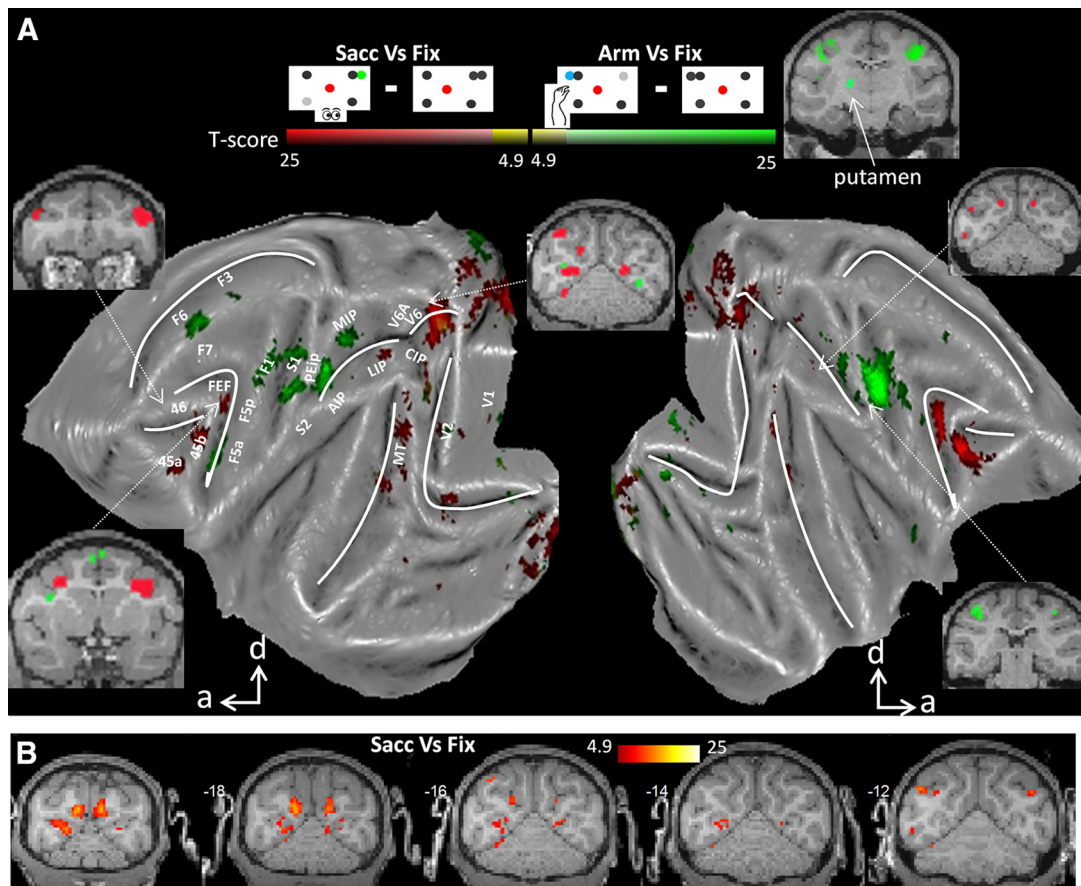 A
Sacc Vs Fix
Arm Vs Fix
T-score
25
4.9
4.9
25
putamen
F3
F6
F7
FEF
46
45b
45a
F5a
F5p
F1
S1
PEip
MIP
V6A
V6
CIP
LIP
AIP
S2
MT
V2
V1
d
a
d
a
B
Sacc Vs Fix
4.9
25
-18
-16
-14
-12